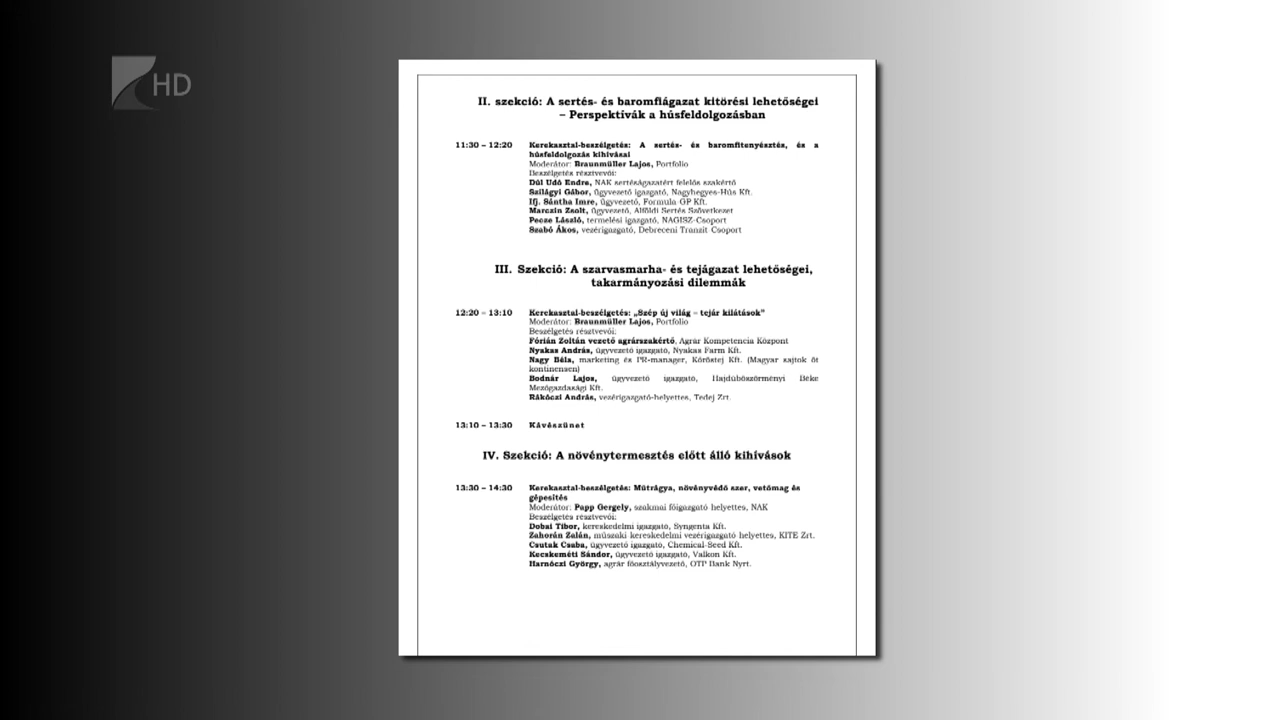 HD
II. szekció: A sertés- és baromfiágazat kitörési lehetőségei
– Perspektívák a húsfeldolgozásban
11:30 – 12:20 Kerekasztal-beszélgetés: A sertés- és baromfitenyésztés, és a
húsfeldolgozás kihívásai
Moderátor: Braunmüller Lajos, Portfolio
Beszélgetés résztvevői:
Dúl Udó Endre, NAK sertéságazatért felelős szakértő
Szilágyi Gábor, ügyvezető igazgató, Nagyhegyes-Hús Kft.
Ifj. Sántha Imre, ügyvezető, Formula-GP Kft.
Marczin Zsolt, ügyvezető, Alföldi Sertés Szövetkezet
Pecze László, termelési igazgató, NAGISZ-Csoport
Szabó Ákos, vezérigazgató, Debreceni Tranzit Csoport
III. Szekció: A szarvasmarha- és tejágazat lehetőségei,
takarmányozási dilemmák
12:20 – 13:10 Kerekasztal-beszélgetés: „Szép új világ – tejár kilátások”
Moderátor: Braunmüller Lajos, Portfolio
Beszélgetés résztvevői:
Fórián Zoltán vezető agrárszakértő, Agrár Kompetencia Központ
Nyakas András, ügyvezető igazgató, Nyakas Farm Kft.
Nagy Béla, marketing és PR-manager, Köröstej Kft. (Magyar sajtok öt
kontinensen)
Bodnár Lajos, ügyvezető igazgató, Hajdúböszörményi Béke
Mezőgazdasági Kft.
Rákóczi András, vezérigazgató-helyettes, Tedej Zrt.
13:10 – 13:30 Kávészünet
IV. Szekció: A növénytermesztés előtt álló kihívások
13:30 – 14:30 Kerekasztal-beszélgetés: Műtrágya, növényvédő szer, vetőmag és
gépesítés
Moderátor: Papp Gergely, szakmai főigazgató helyettes, NAK
Beszélgetés résztvevői:
Dobai Tibor, kereskedelmi igazgató, Syngenta Kft.
Zahorán Zalán, műszaki kereskedelmi vezérigazgató helyettes, KITE Zrt.
Csutak Csaba, ügyvezető igazgató, Chemical-Seed Kft.
Kecskeméti Sándor, ügyvezető igazgató, Valkon Kft.
Harnóczi György, agrár főosztályvezető, OTP Bank Nyrt.